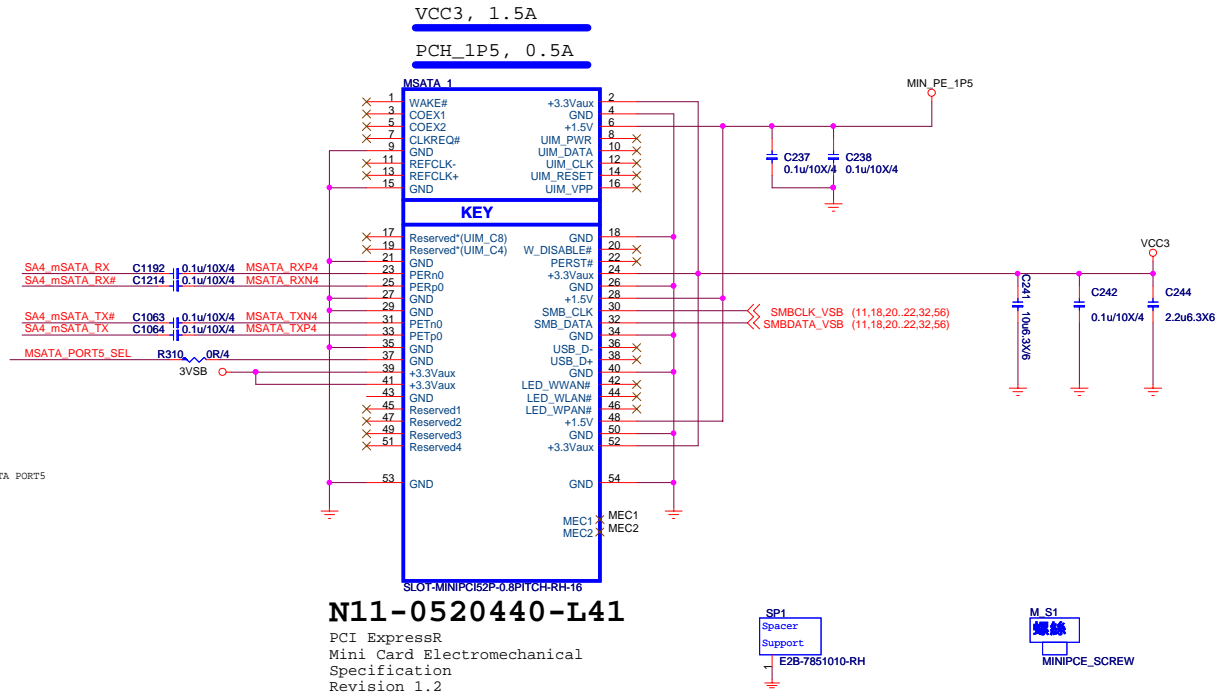 VCC3, 1.5A
PCH_1P5, 0.5A
MSATA_1
1 WAKE# +3.3Vaux 2
3 COEX1 GND 4
5 COEX2 +1.5V 6
7 CLKREQ# UIM_PWR 8
9 GND UIM_DATA 10
11 REFCLK- UIM_CLK 12
13 REFCLK+ UIM_RESET 14
15 GND UIM_VPP 16
KEY
17 Reserved*(UIM_C8) GND 18
19 Reserved*(UIM_C4) W_DISABLE# 20
21 GND PERST# 22
SA4_mSATA_RX C1192 0.1u/10X/4 MSATA_RXP4 23 PERn0 +3.3Vaux 24
SA4_mSATA_RX# C1214 0.1u/10X/4 MSATA_RXN4 25 PERp0 GND 26
27 GND +1.5V 28
29 GND SMB_CLK 30 SMBCLK_VSB (11,18,20..22,32,56)
SA4_mSATA_TX# C1063 0.1u/10X/4 MSATA_TXN4 31 PETn0 SMB_DATA 32 SMBDATA_VSB (11,18,20..22,32,56)
SA4_mSATA_TX C1064 0.1u/10X/4 MSATA_TXP4 33 PETp0 GND 34
35 GND USB_D- 36
MSATA_PORT5_SEL R310 0R/4 37 GND USB_D+ 38
3VSB 39 +3.3Vaux GND 40
41 +3.3Vaux LED_WWAN# 42
43 GND LED_WLAN# 44
45 Reserved1 LED_WPAN# 46
47 Reserved2 +1.5V 48
49 Reserved3 GND 50
51 Reserved4 +3.3Vaux 52
53 GND GND 54
MEC1 MEC1
MEC2 MEC2
SLOT-MINIPCI52P-0.8PITCH-RH-16
N11-0520440-L41
PCI ExpressR
Mini Card Electromechanical
Specification
Revision 1.2
MIN_PE_1P5
C237 0.1u/10X/4
C238 0.1u/10X/4
VCC3
C241 10u6.3X/6
C242 0.1u/10X/4
C244 2.2u6.3X6
TA PORT5
SP1
Spacer
Support
1
E2B-7851010-RH
M_S1
螺絲
MINIPCE_SCREW